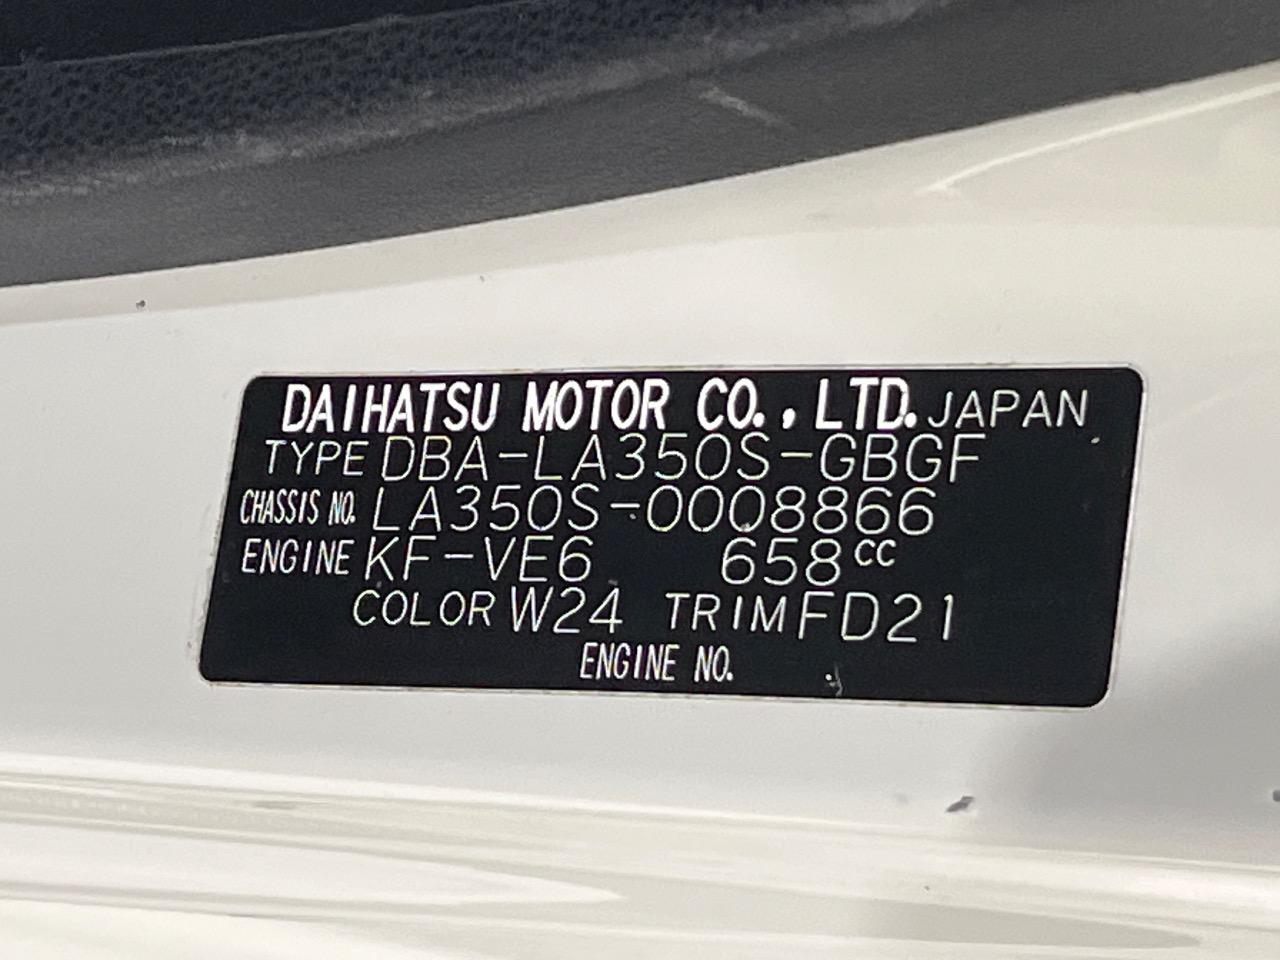 DAIHATSU MOTOR CO., LTD. JAPAN
TYPE DBA-LA350S-GBGF
CHASSIS NO. LA350S-0008866
ENGINE KF-VE6 658cc
COLOR W24 TRIM FD21
ENGINE NO.